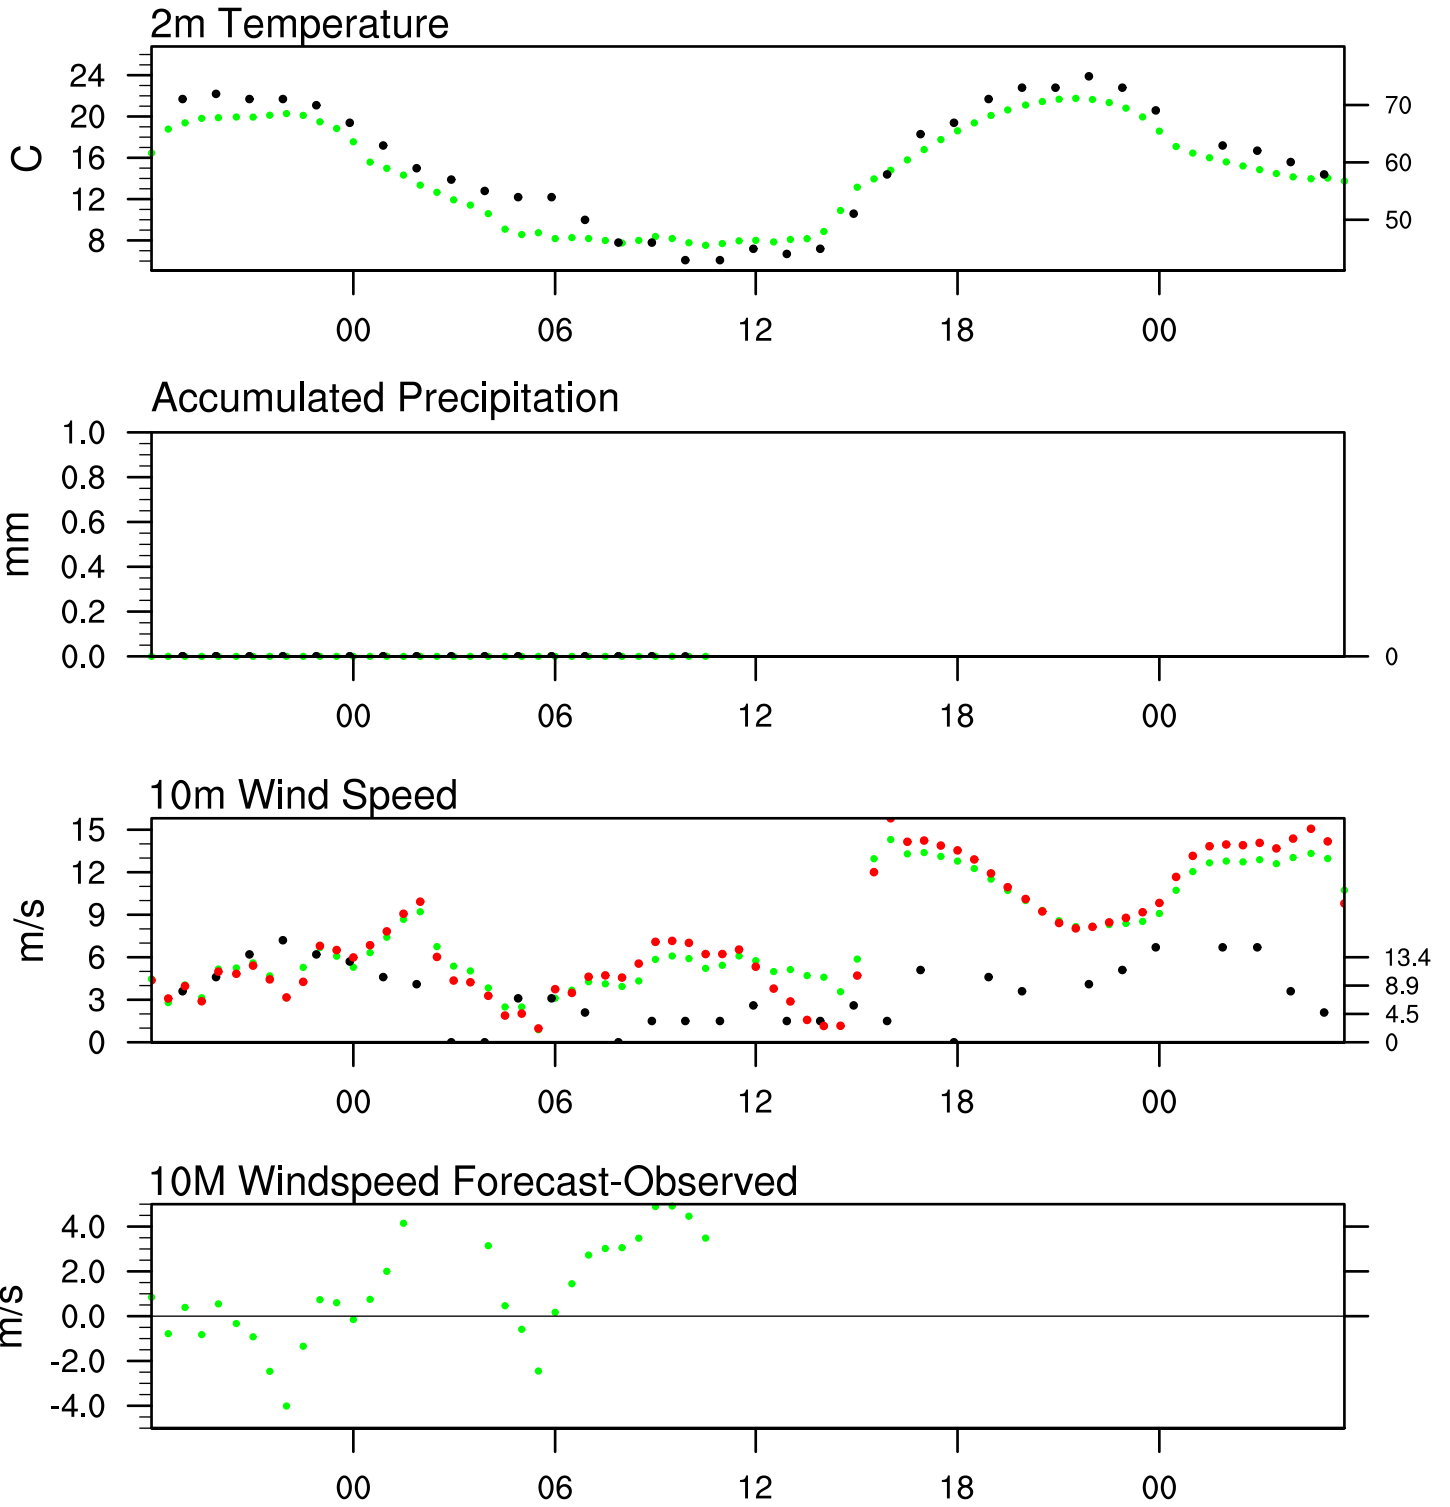 2m Temperature
24
20
16
12
8
C
70
60
50
00 06 12 18 00
Accumulated Precipitation
1.0
0.8
0.6
0.4
0.2
0.0
mm
0
00 06 12 18 00
10m Wind Speed
15
12
9
6
3
0
m/s
13.4
8.9
4.5
0
00 06 12 18 00
10M Windspeed Forecast-Observed
4.0
2.0
0.0
-2.0
-4.0
m/s
00 06 12 18 00